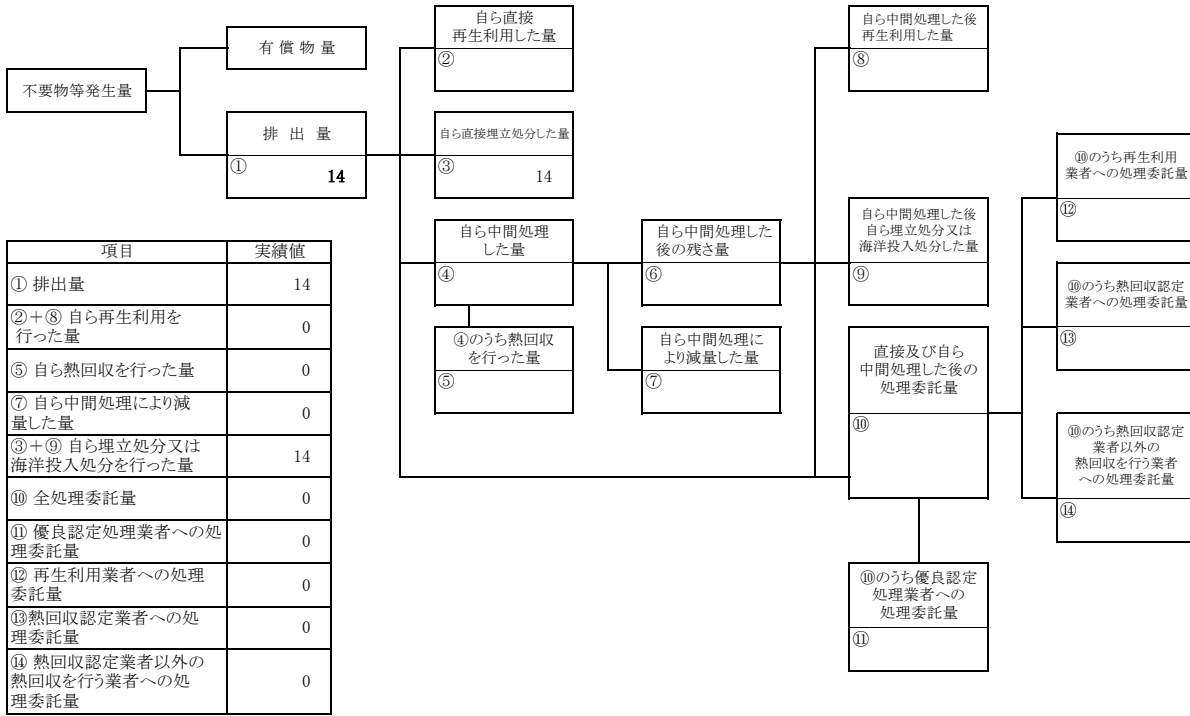 自ら直接
再生利用した量
②
自ら中間処理した後
再生利用した量
⑧
有 償 物 量
不要物等発生量
排 出 量
①
14
自ら直接埋立処分した量
③
14
⑩のうち再生利用
業者への処理委託量
⑫
自ら中間処理
した量
④
自ら中間処理した
後の残さ量
⑥
自ら中間処理した後
自ら埋立処分又は
海洋投入処分した量
⑨
⑩のうち熱回収認定
業者への処理委託量
⑬
④のうち熱回収
を行った量
⑤
自ら中間処理に
より減量した量
⑦
直接及び自ら
中間処理した後の
処理委託量
⑩
⑩のうち熱回収認定
業者以外の
熱回収を行う業者
への処理委託量
⑭
⑩のうち優良認定
処理業者への
処理委託量
⑪
項目 実績値
① 排出量 14
②＋⑧ 自ら再生利用を
行った量 0
⑤ 自ら熱回収を行った量 0
⑦ 自ら中間処理により減
量した量 0
③＋⑨ 自ら埋立処分又は
海洋投入処分を行った量 14
⑩ 全処理委託量 0
⑪ 優良認定処理業者への処
理委託量 0
⑫ 再生利用業者への処理
委託量 0
⑬熱回収認定業者への処
理委託量 0
⑭ 熱回収認定業者以外の
熱回収を行う業者への処
理委託量 0